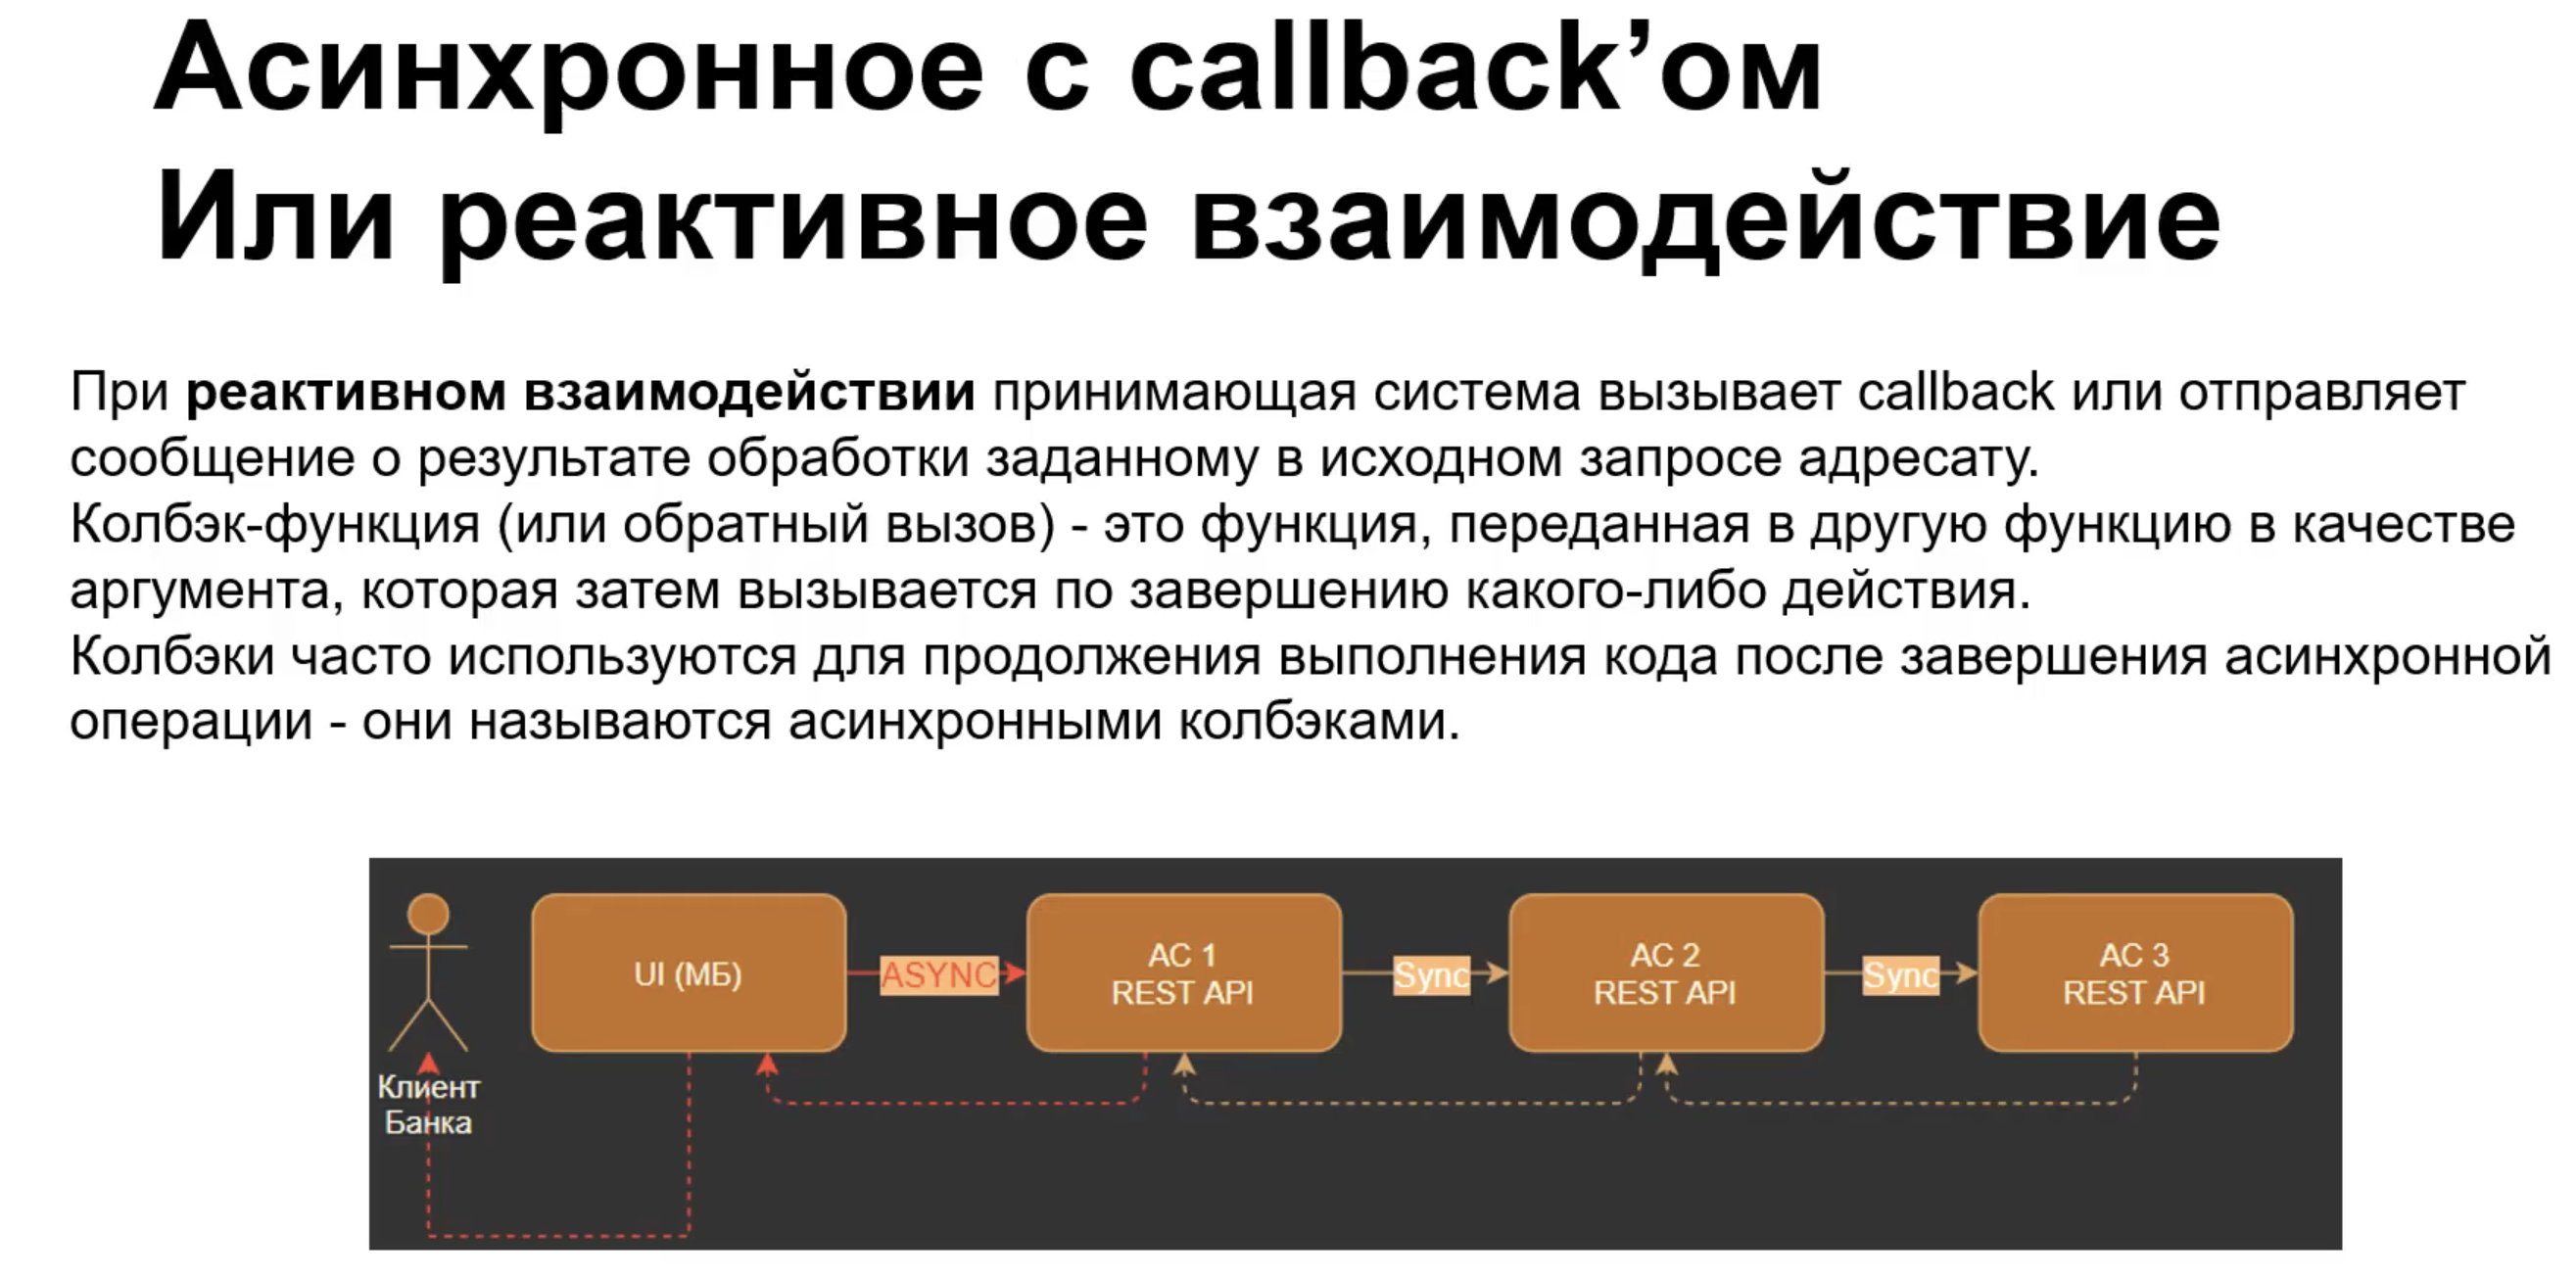 Асинхронное с callback’ом
Или реактивное взаимодействие
При реактивном взаимодействии принимающая система вызывает callback или отправляет
сообщение о результате обработки заданному в исходном запросе адресату.
Колбэк-функция (или обратный вызов) - это функция, переданная в другую функцию в качестве
аргумента, которая затем вызывается по завершению какого-либо действия.
Колбэки часто используются для продолжения выполнения кода после завершения асинхронной
операции - они называются асинхронными колбэками.
Клиент
Банка
UI (МБ)
ASYNC
АС 1
REST API
Sync
АС 2
REST API
Sync
АС 3
REST API